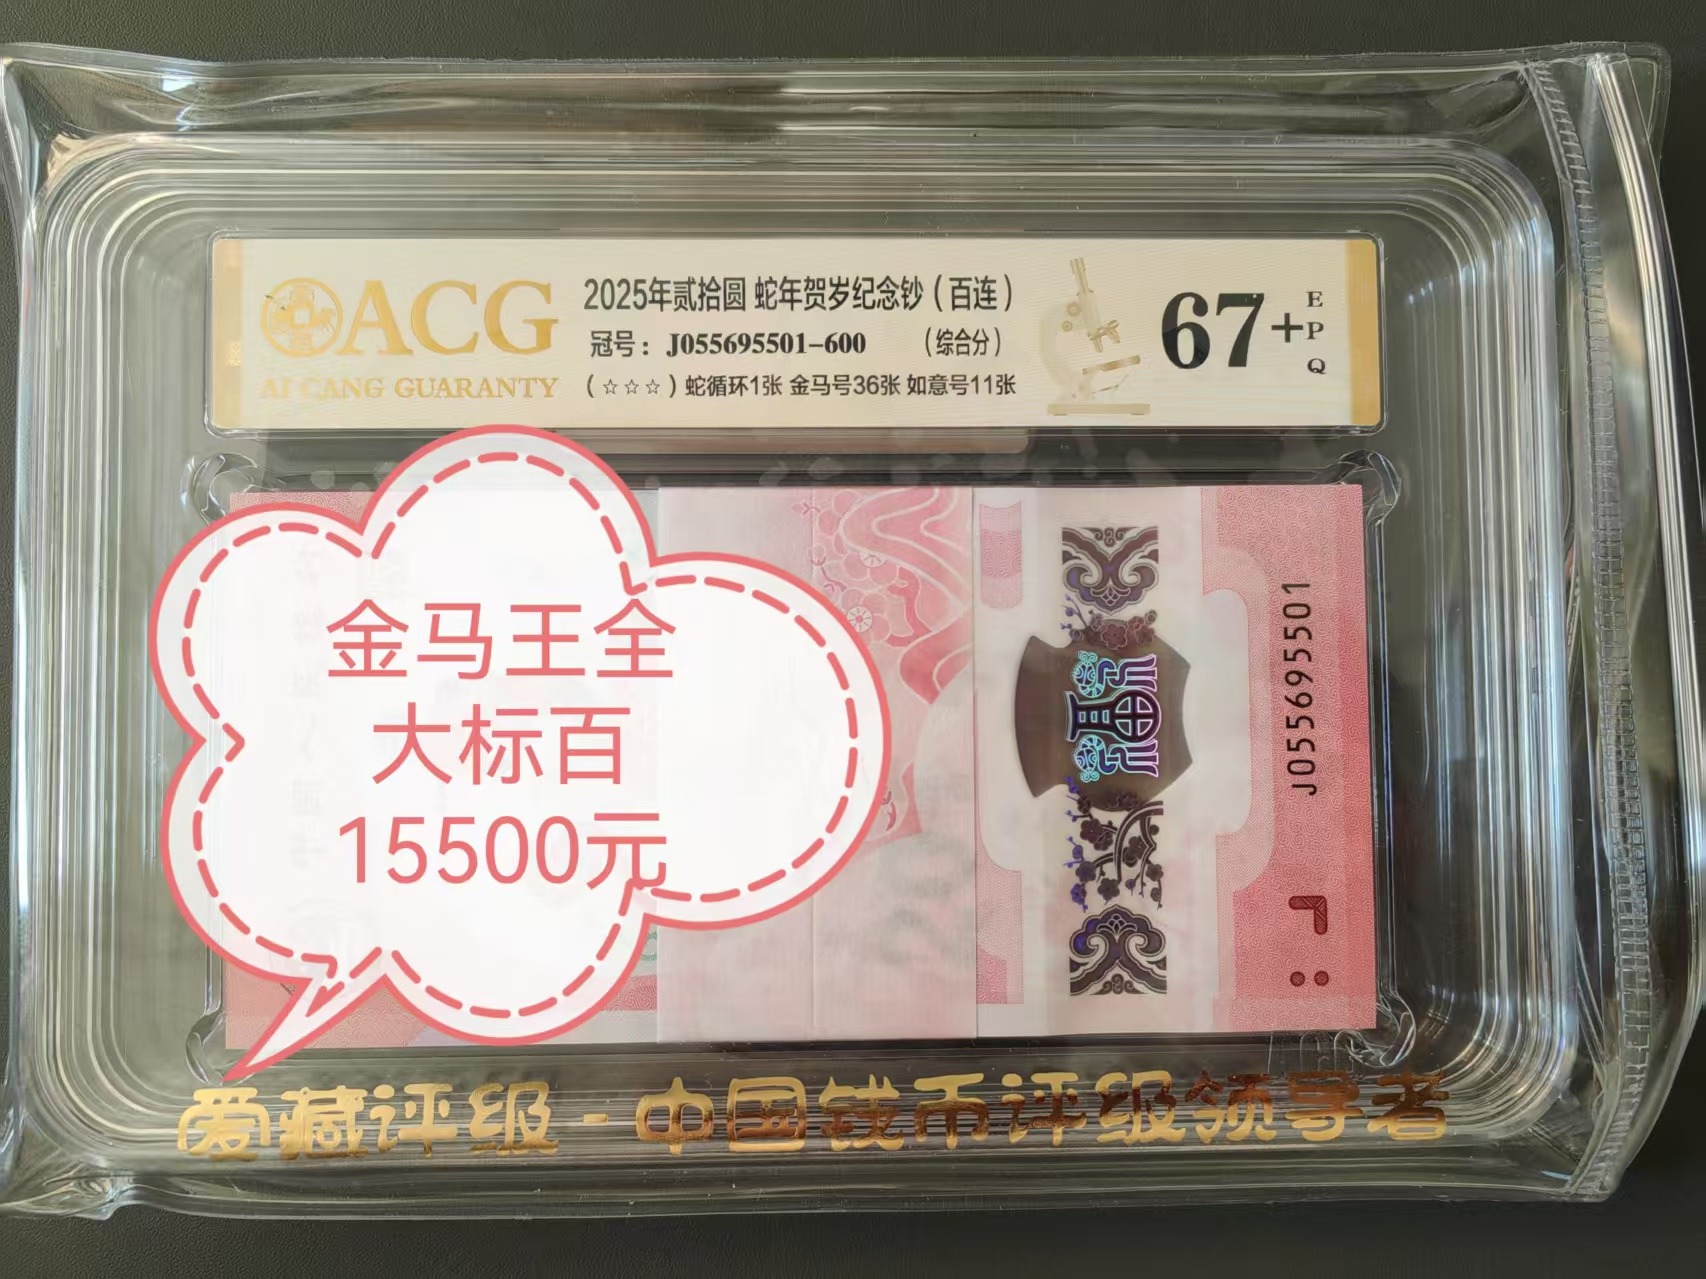 ACG
AI CANG GUARANTY
2025年贰拾圆 蛇年贺岁纪念钞（百连）
冠号：J055695501-600 （综合分）
（☆☆☆）蛇循环1张 金马号36张 如意号11张
67+
EPQ
金马王全
大标百
15500元
J055695501
爱藏评级-中国钱币评级领导者